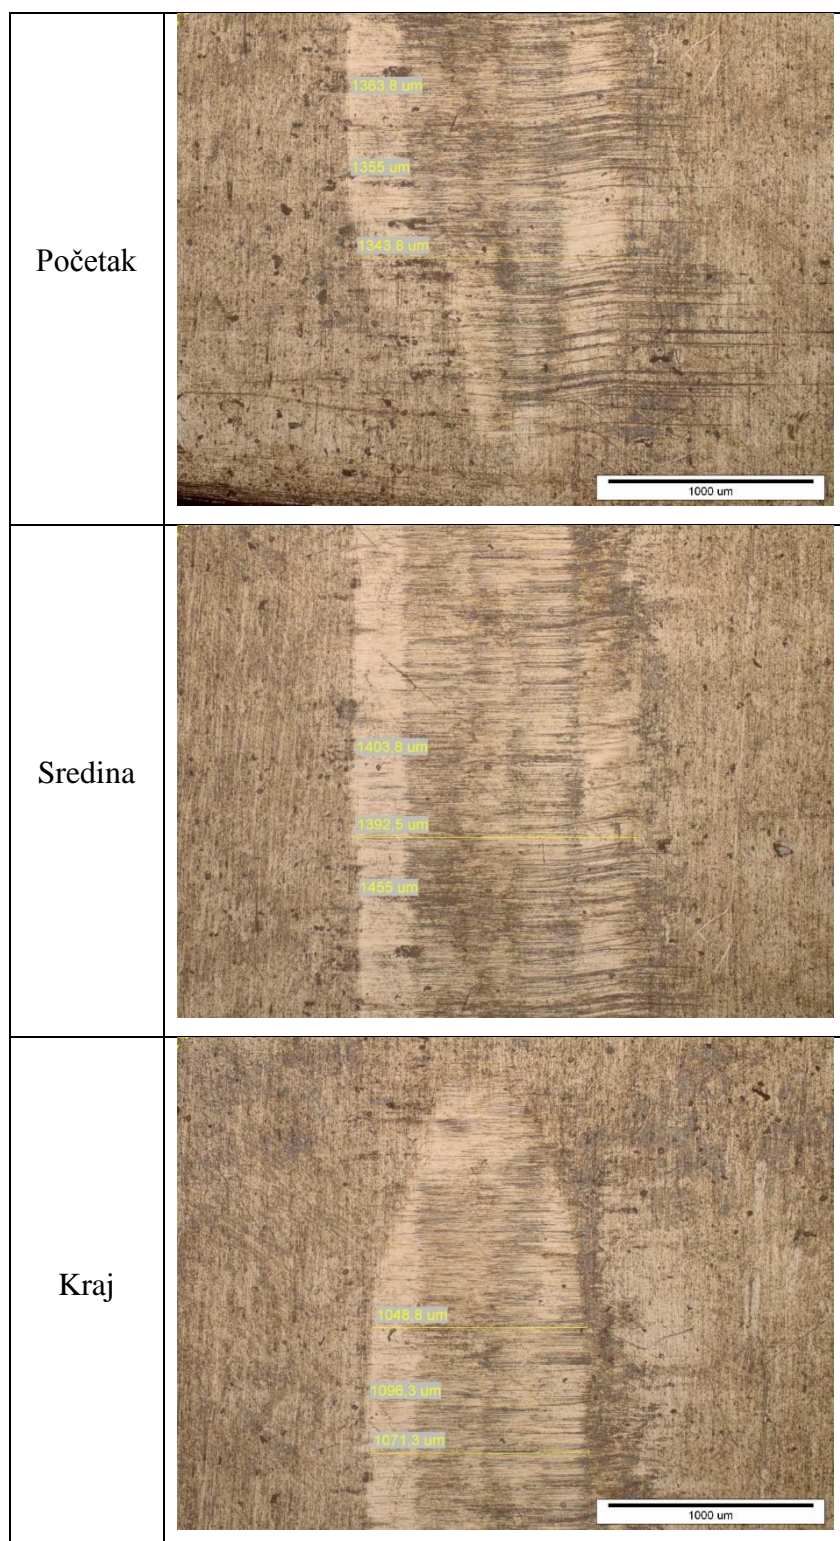 Početak
1363,8 um
1355 um
1343,8 um
1000 um
Sredina
1403,8 um
1392,5 um
1455 um
Kraj
1048,8 um
1096,3 um
1071,3 um
1000 um